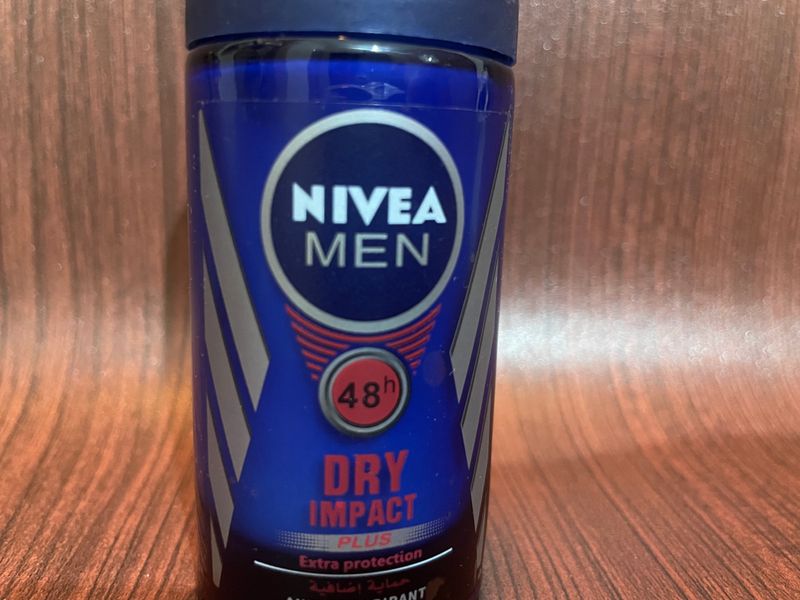 NIVEA
MEN
48h
DRY
IMPACT
PLUS
Extra protection
حماية إضافية